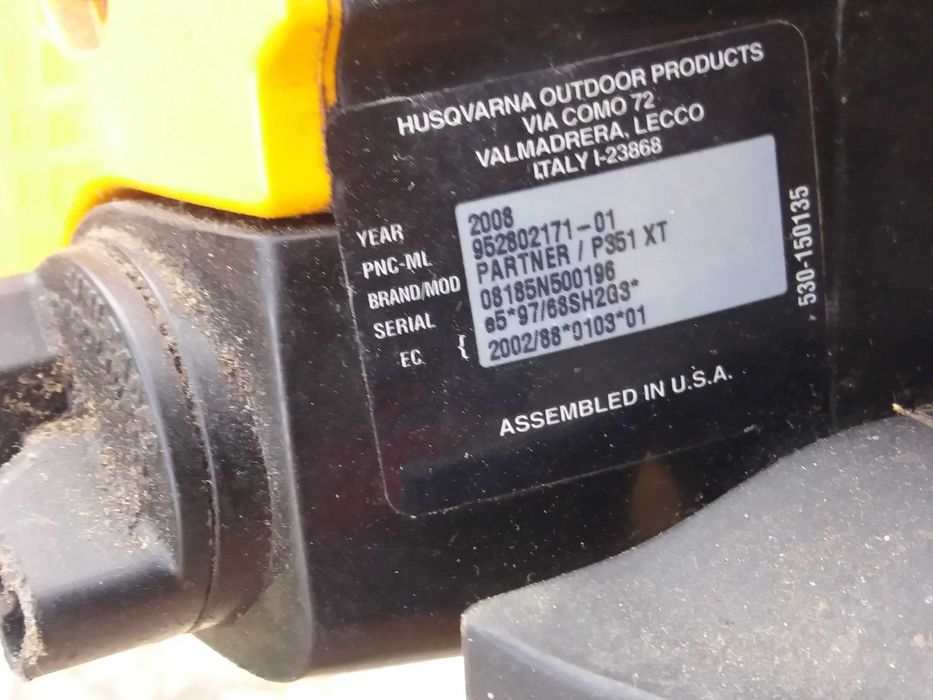 HUSQVARNA OUTDOOR PRODUCTS
VIA COMO 72
VALMADRERA, LECCO
ITALY I-23868
YEAR 2008
PNC-ML 952802171-01
BRAND/MOD PARTNER / P351 XT
SERIAL 08185N500196
EC { e5*97/68SH2G3*
2002/88*0103*01
ASSEMBLED IN U.S.A.
530-150135